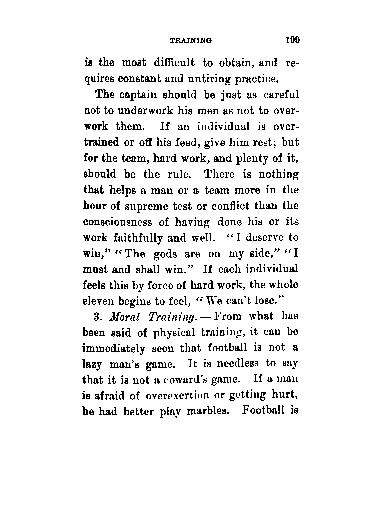 TRAINING 199
is the most difficult to obtain, and re-
quires constant and untiring practice.
The captain should be just as careful
not to underwork his men as not to over-
work them. If an individual is over-
trained or off his feed, give him rest; but
for the team, hard work, and plenty of it,
should be the rule. There is nothing
that helps a man or a team more in the
hour of supreme test or conflict than the
consciousness of having done his or its
work faithfully and well. "I deserve to
win," "The gods are on my side," "I
must and shall win." If each individual
feels this by force of hard work, the whole
eleven begins to feel, "We can't lose."
3. Moral Training.—From what has
been said of physical training, it can be
immediately seen that football is not a
lazy man's game. It is needless to say
that it is not a coward's game. If a man
is afraid of overexertion or getting hurt,
he had better play marbles. Football is